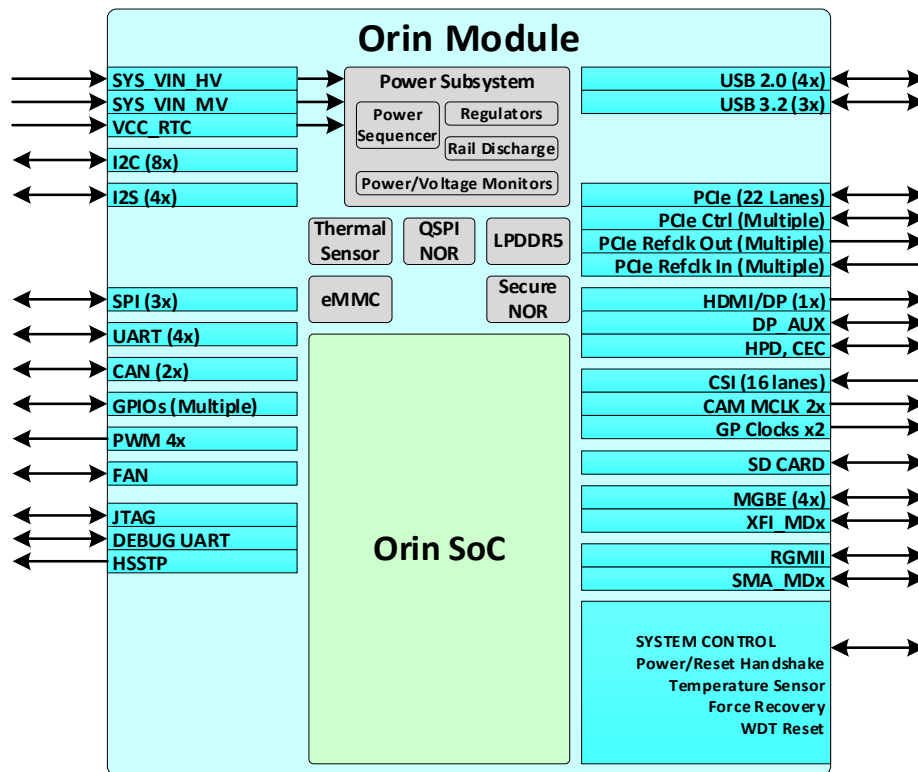 Orin Module
SYS_VIN_HV
SYS_VIN_MV
VCC_RTC
I2C (8x)
I2S (4x)
SPI (3x)
UART (4x)
CAN (2x)
GPIOs (Multiple)
PWM 4x
FAN
JTAG
DEBUG UART
HSSTP
Power Subsystem
Power
Sequencer
Regulators
Rail Discharge
Power/Voltage Monitors
Thermal
Sensor
QSPI
NOR
LPDDR5
eMMC
Secure
NOR
Orin SoC
USB 2.0 (4x)
USB 3.2 (3x)
PCIe (22 Lanes)
PCIe Ctrl (Multiple)
PCIe Refclk Out (Multiple)
PCIe Refclk In (Multiple)
HDMI/DP (1x)
DP_AUX
HPD, CEC
CSI (16 lanes)
CAM MCLK 2x
GP Clocks x2
SD CARD
MGBE (4x)
XFI_MDx
RGMII
SMA_MDx
SYSTEM CONTROL
Power/Reset Handshake
Temperature Sensor
Force Recovery
WDT Reset